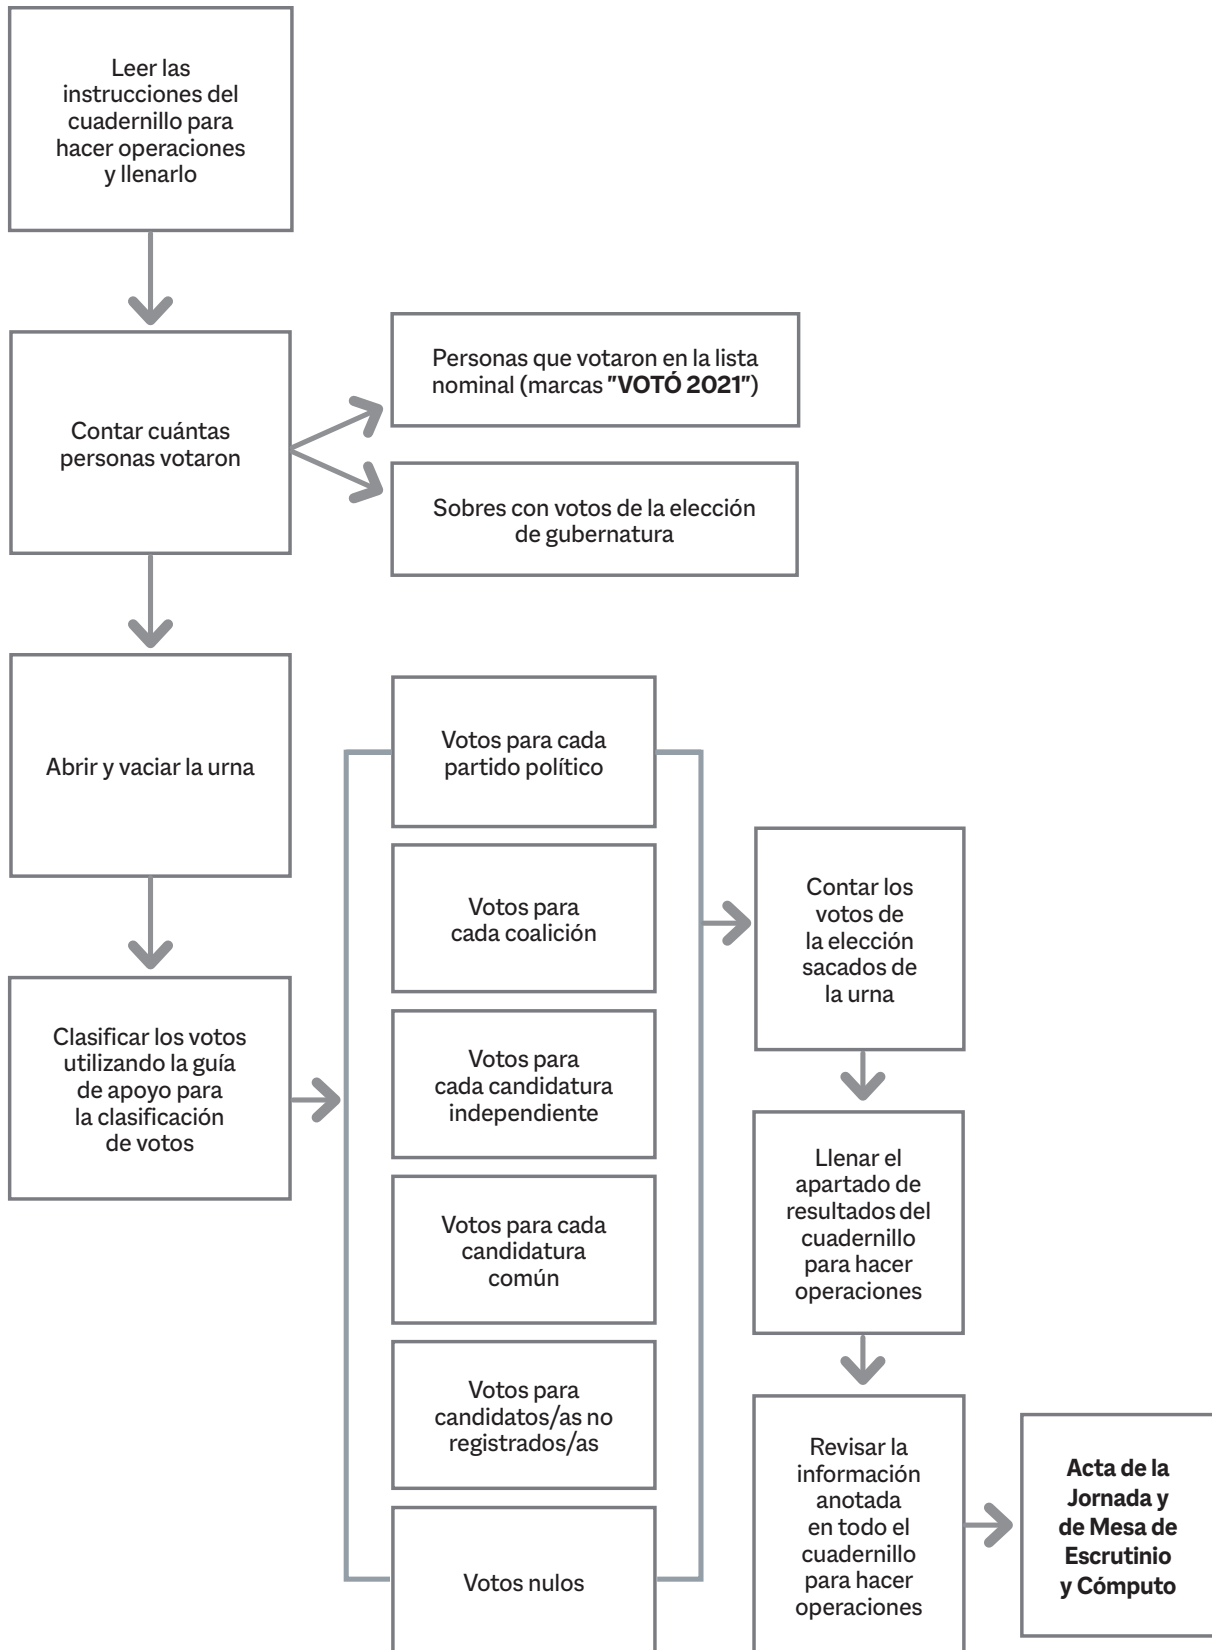 Leer las
instrucciones del
cuadernillo para
hacer operaciones
y llenarlo
Contar cuántas
personas votaron
Personas que votaron en la lista
nominal (marcas "VOTÓ 2021")
Sobres con votos de la elección
de gubernatura
Abrir y vaciar la urna
Clasificar los votos
utilizando la guía
de apoyo para
la clasificación
de votos
Votos para cada
partido político
Votos para
cada coalición
Votos para
cada candidatura
independiente
Votos para cada
candidatura
común
Votos para
candidatos/as no
registrados/as
Votos nulos
Contar los
votos de
la elección
sacados de
la urna
Llenar el
apartado de
resultados del
cuadernillo
para hacer
operaciones
Revisar la
información
anotada
en todo el
cuadernillo
para hacer
operaciones
Acta de la
Jornada y
de Mesa de
Escrutinio
y Cómputo